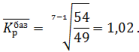 K̅ₚ^баз = ⁷⁻¹√(54/49) = 1,02.